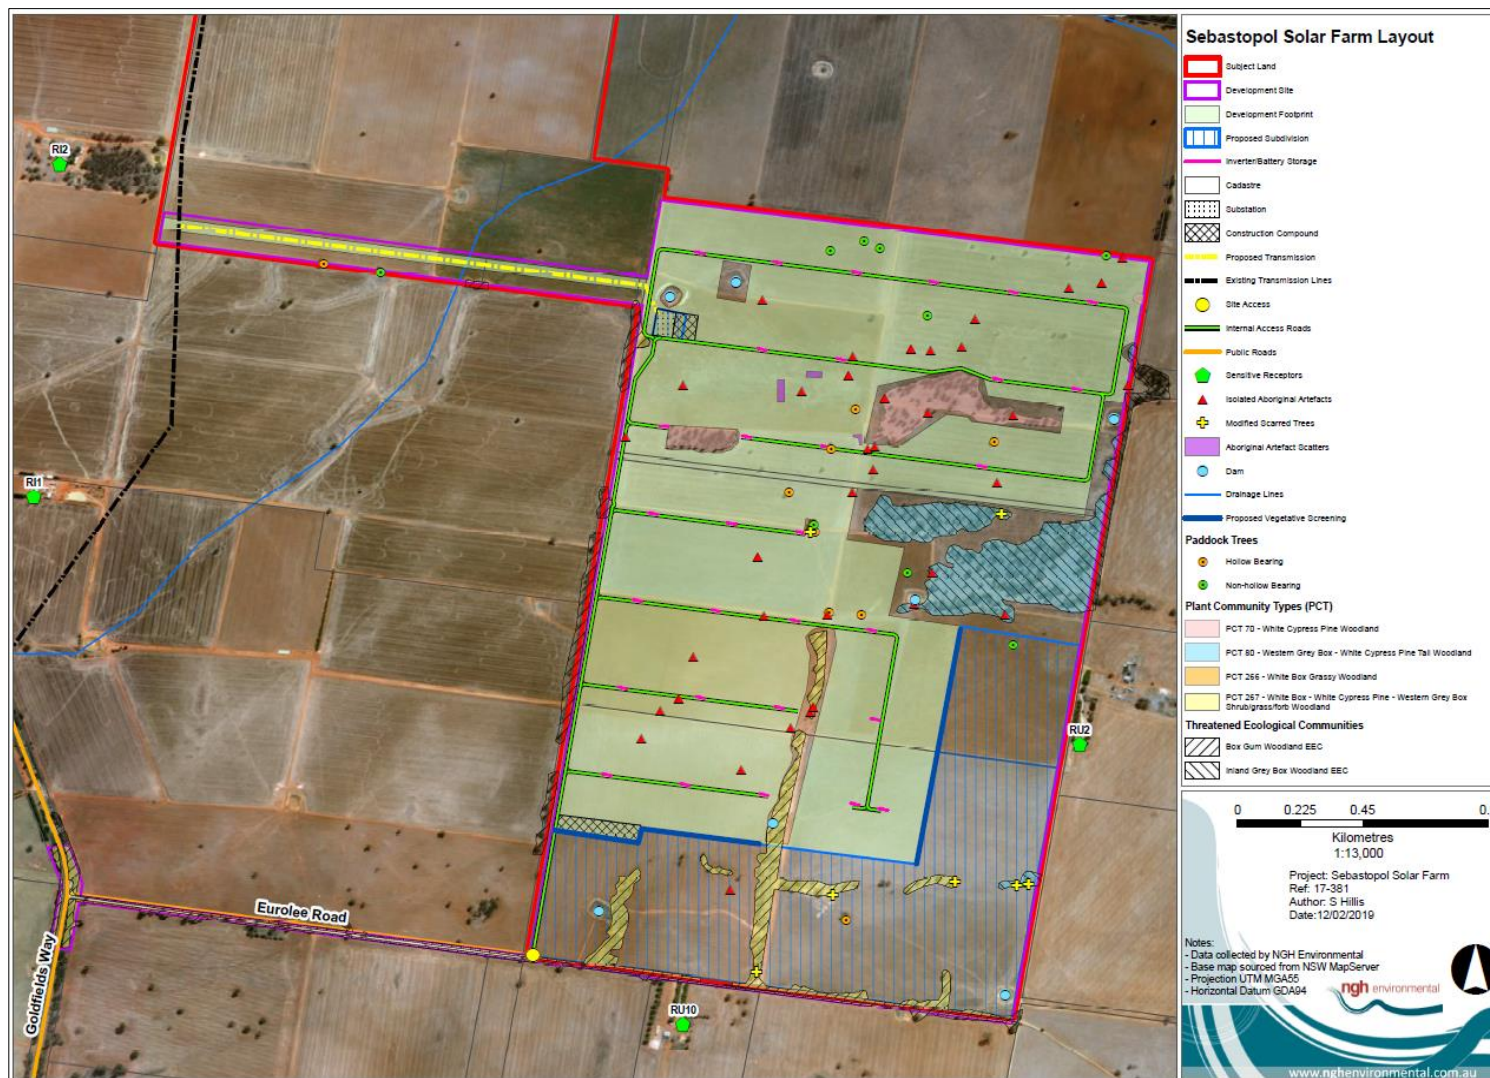 Sebastopol Solar Farm Layout
Subject Land
Development Site
Development Footprint
Proposed Subdivision
Inverter/Battery Storage
Cadastre
Substation
Construction Compound
Proposed Transmission
Existing Transmission Lines
Site Access
Internal Access Roads
Public Roads
Sensitive Receptors
Isolated Aboriginal Artefacts
Modified Scarred Trees
Aboriginal Artefact Scatters
Dam
Drainage Lines
Proposed Vegetative Screening
Paddock Trees
Hollow Bearing
Non-hollow Bearing
Plant Community Types (PCT)
PCT 70 - White Cypress Pine Woodland
PCT 80 - Western Grey Box - White Cypress Pine Tall Woodland
PCT 266 - White Box Grassy Woodland
PCT 267 - White Box - White Cypress Pine - Western Grey Box
Shrub/grass/forb Woodland
Threatened Ecological Communities
Box Gum Woodland EEC
Inland Grey Box Woodland EEC
0 0.225 0.45 0.
Kilometres
1:13,000
Project: Sebastopol Solar Farm
Ref: 17-381
Author: S Hillis
Date:12/02/2019
Notes:
- Data collected by NGH Environmental
- Base map sourced from NSW MapServer
- Projection UTM MGA55
- Horizontal Datum GDA94
ngh environmental
www.nghenvironmental.com.au
RI2
RI1
RU2
RU10
Eurolee Road
Goldfields Way